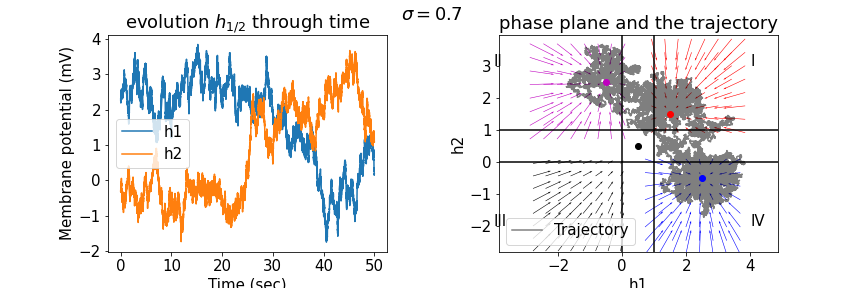 σ = 0.7
evolution h1/2 through time
Membrane potential (mV)
4
3
2
1
0
−1
−2
h1
h2
0 10 20 30 40 50
Time (sec)
phase plane and the trajectory
h2
3
2
1
0
−1
−2
II
I
III
IV
Trajectory
−2 0 2 4
h1